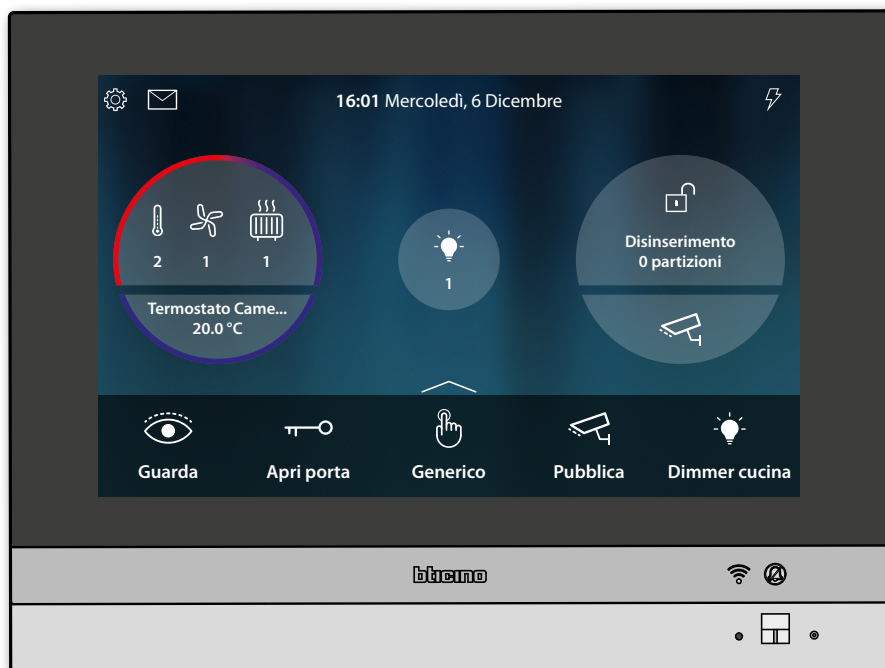 16:01 Mercoledì, 6 Dicembre
2 1 1
Termostato Came...
20.0 °C
1
Disinserimento
0 partizioni
Guarda Apri porta Generico Pubblica Dimmer cucina
bticino